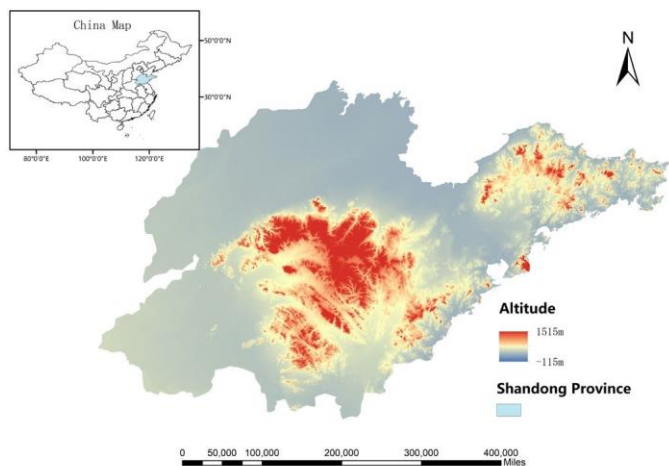 China Map
50°0'0"N
30°0'0"N
80°0'0"E 100°0'0"E 120°0'0"E
N
Altitude
1515m
-115m
Shandong Province
0 50,000 100,000 200,000 300,000 400,000
Miles